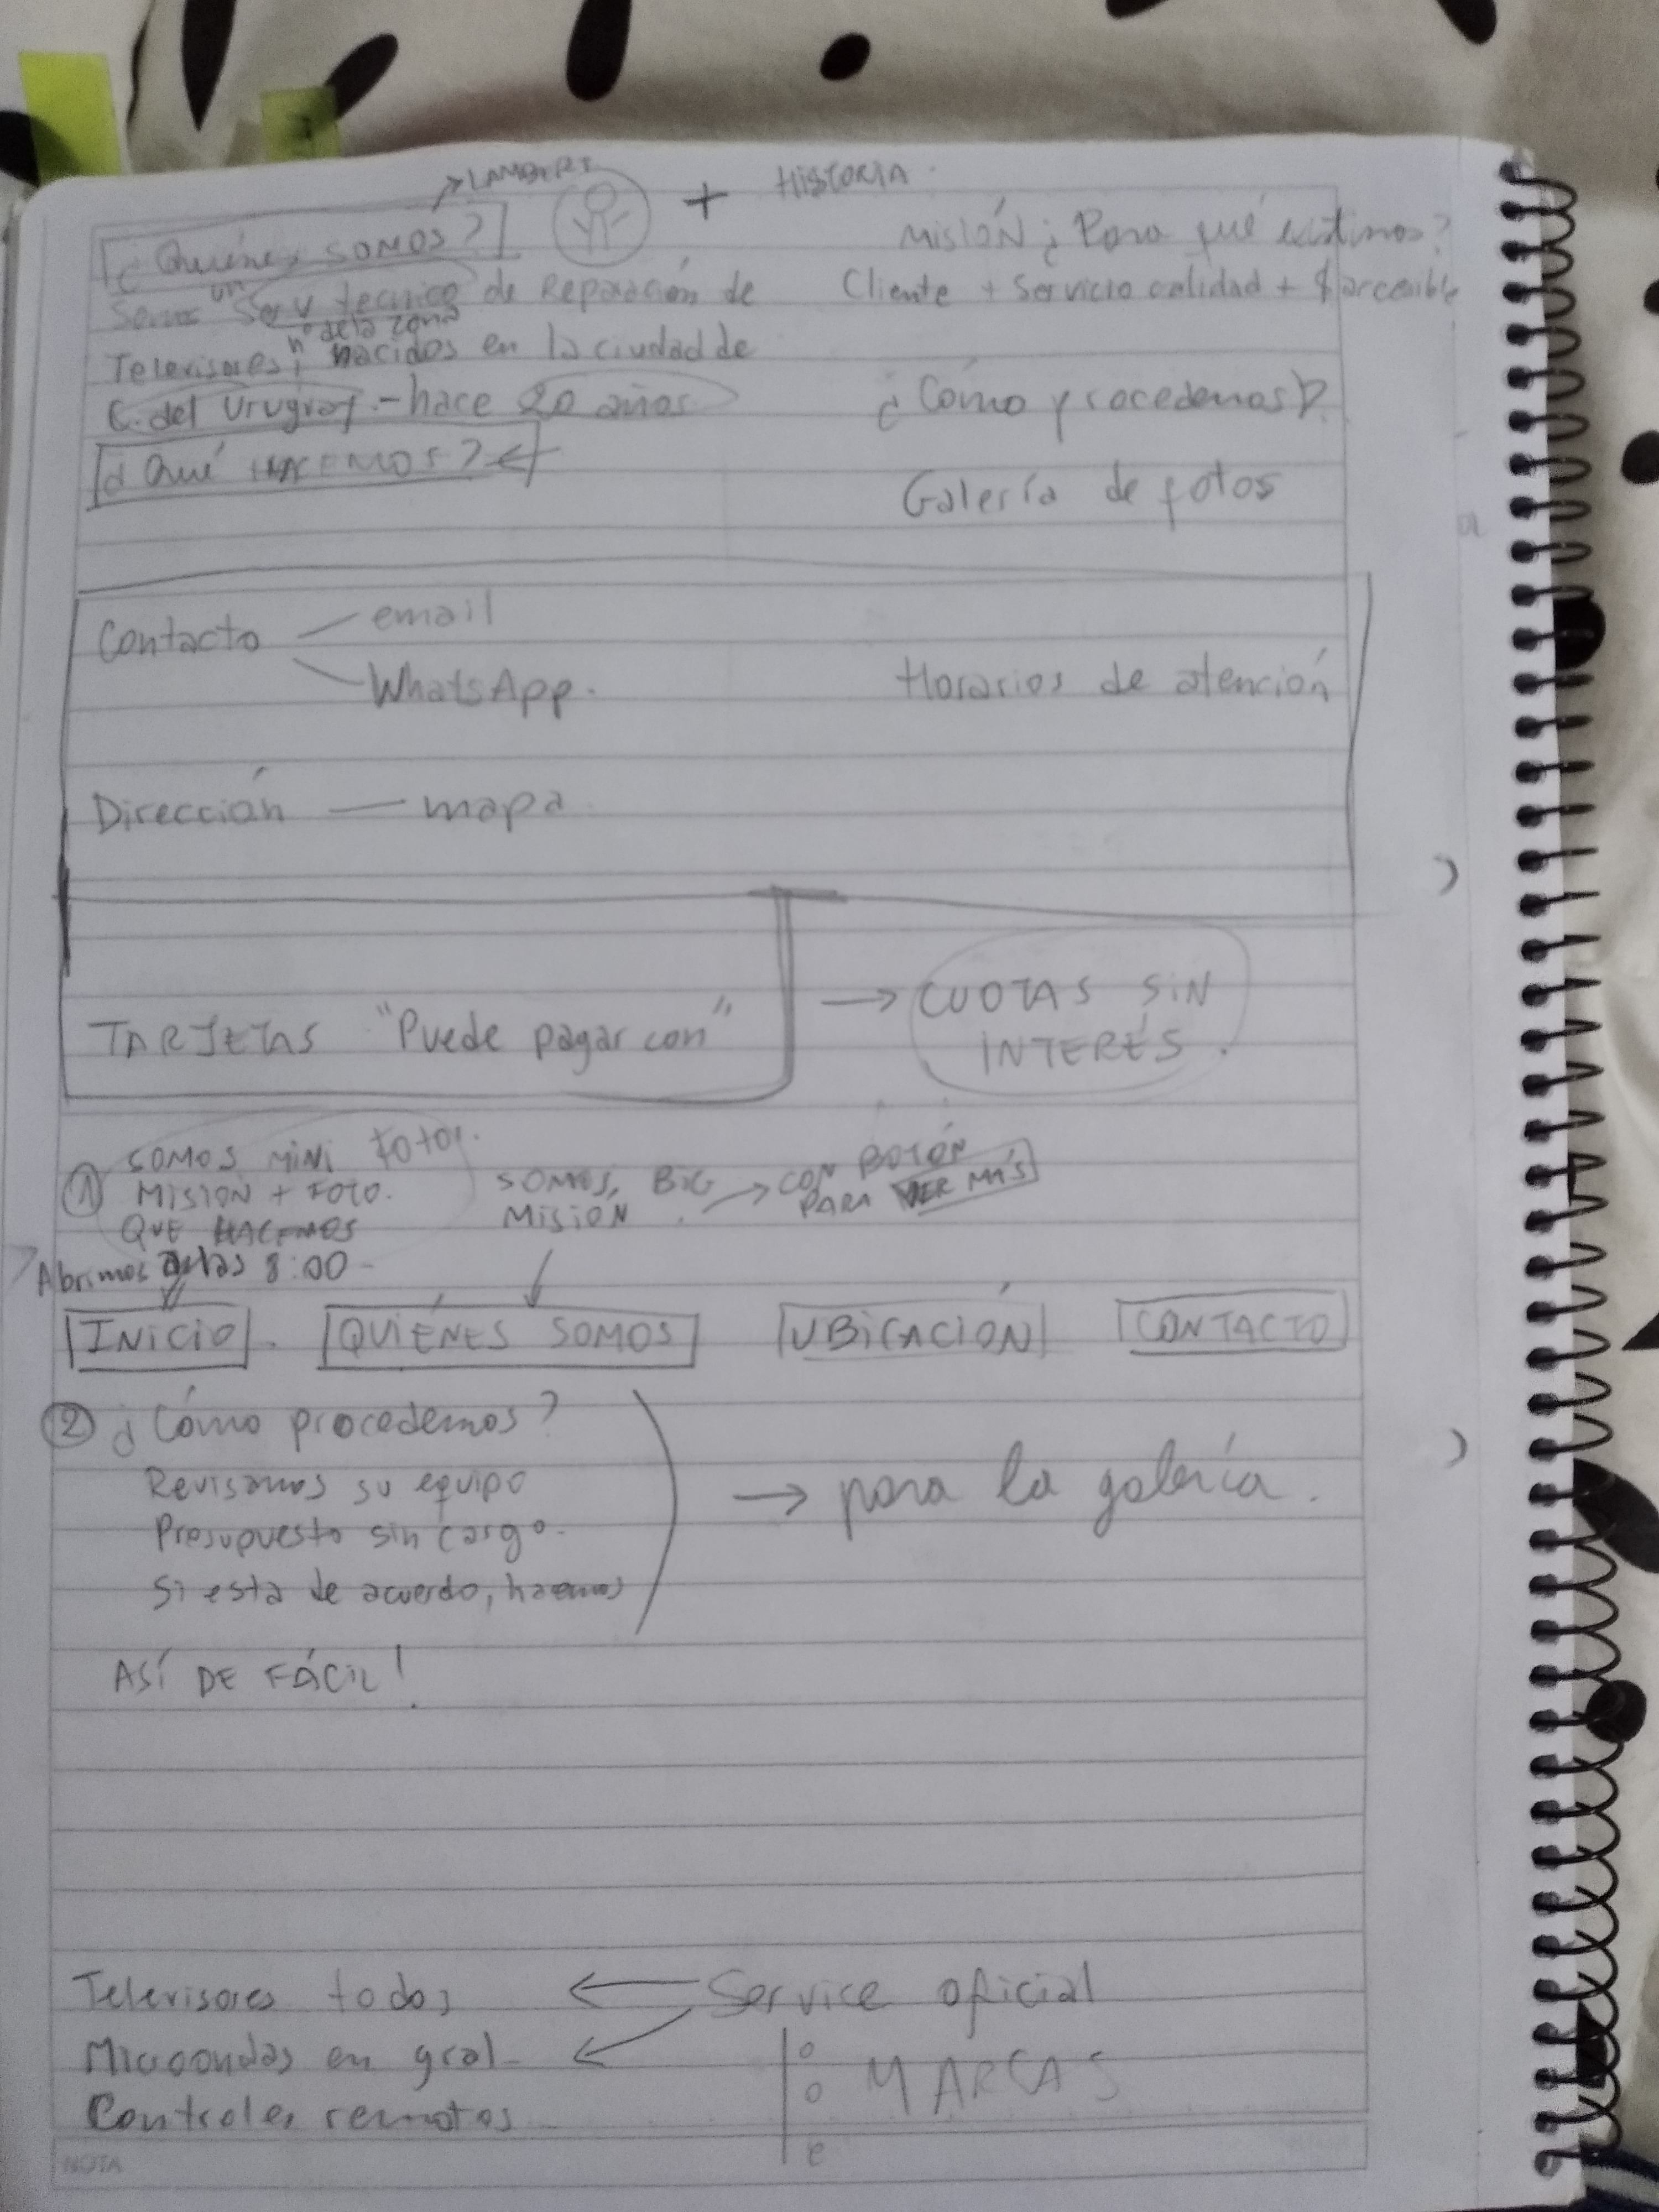 → LAMBERT
+ HISTORIA
¿Quiénes SOMOS?
MISIÓN ¿Para qué existimos?
Somos un Serv técnico de Reparación de
Cliente + Servicio calidad + $ accesible
n° de la zona
Televisores, nacidos en la ciudad de
C. del Uruguay - hace 20 años
¿Cómo procedemos?
¿Qué HACEMOS? ←
Galería de fotos
Contacto
email
WhatsApp.
Horarios de atención
Dirección — mapa.
TARJETAS "Puede pagar con"
→ CUOTAS SIN
INTERÉS.
① SOMOS MINI FOTO
MISIÓN + FOTO.
QUE HACEMOS
SOMOS, BIG
MISIÓN. → CON BOTÓN
PARA VER MÁS
Abrimos a las 8:00 -
INICIO. QUIÉNES SOMOS UBICACIÓN CONTACTO
② ¿Cómo procedemos?
Revisamos su equipo
Presupuesto sin cargo.
Si esta de acuerdo, hacemos
→ para la galería.
ASÍ DE FÁCIL!
Televisores todos ← Service oficial
Microondas en gral ←
MARCAS
Controles remotos
NOTA